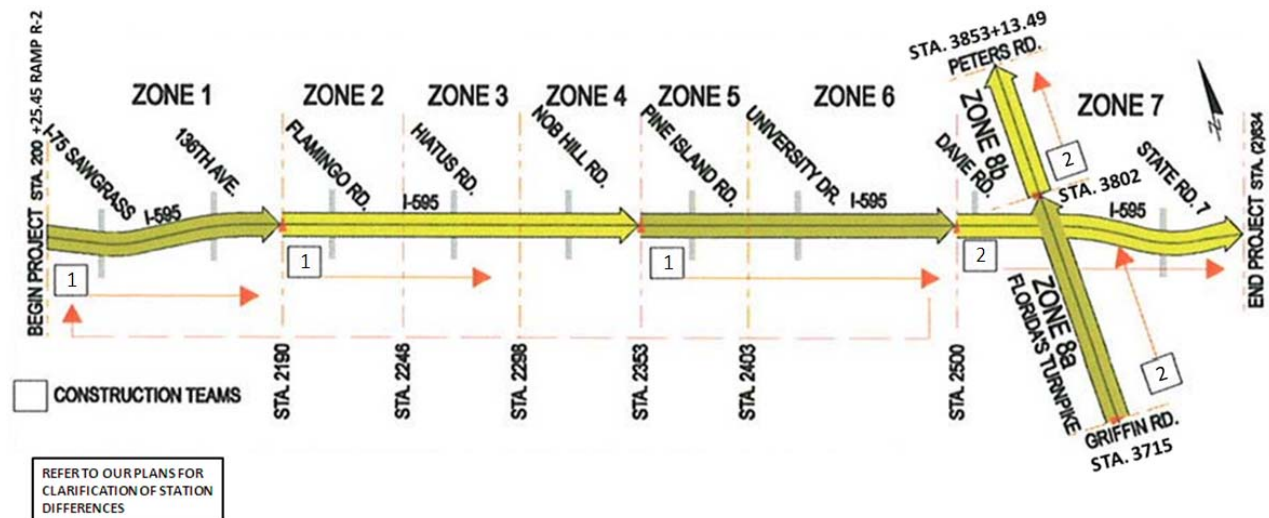 BEGIN PROJECT STA. 200 +25.45 RAMP R-2
ZONE 1
ZONE 2
ZONE 3
ZONE 4
ZONE 5
ZONE 6
ZONE 7
STA. 3853+13.49
PETERS RD.
ZONE 8b
I-75 SAWGRASS
136TH AVE.
FLAMINGO RD.
HIATUS RD.
NOB HILL RD.
PINE ISLAND RD.
UNIVERSITY DR.
DAVIE RD.
STATE RD. 7
N
I-595
I-595
I-595
I-595
2
STA. 3802
1
1
1
2
2
ZONE 8a
FLORIDA'S TURNPIKE
GRIFFIN RD.
STA. 3715
END PROJECT STA. (2)834
STA. 2190
STA. 2246
STA. 2298
STA. 2353
STA. 2403
STA. 2500
CONSTRUCTION TEAMS
REFER TO OUR PLANS FOR
CLARIFICATION OF STATION
DIFFERENCES